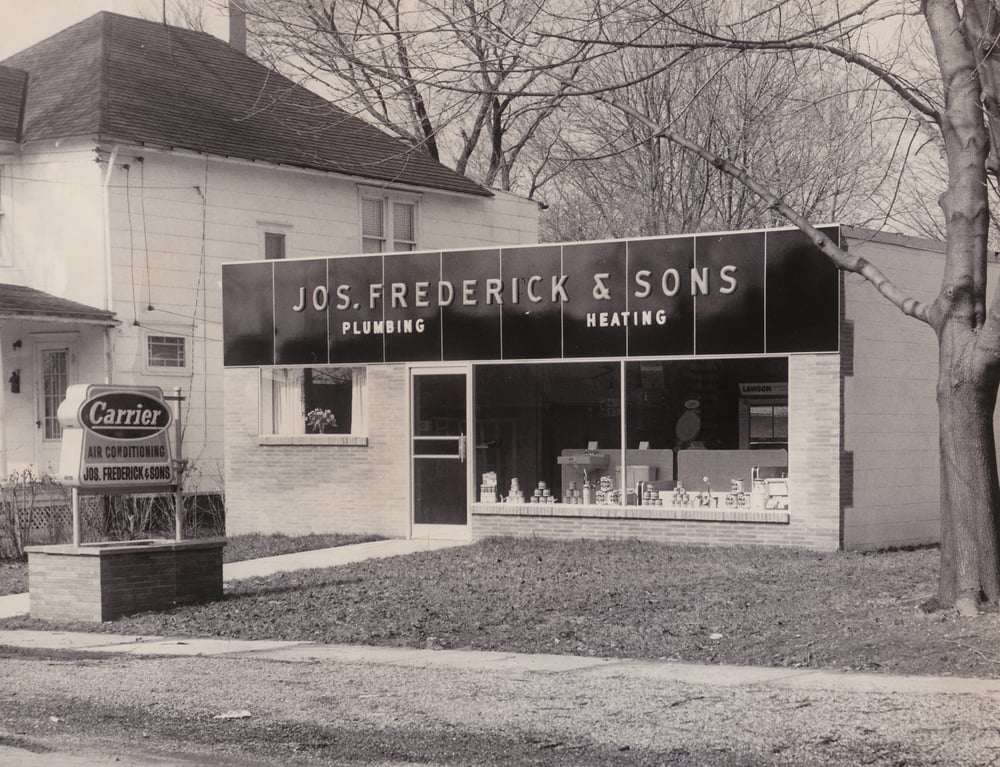 JOS. FREDERICK & SONS
PLUMBING HEATING
LAWSON
Carrier
AIR CONDITIONING
JOS. FREDERICK & SONS